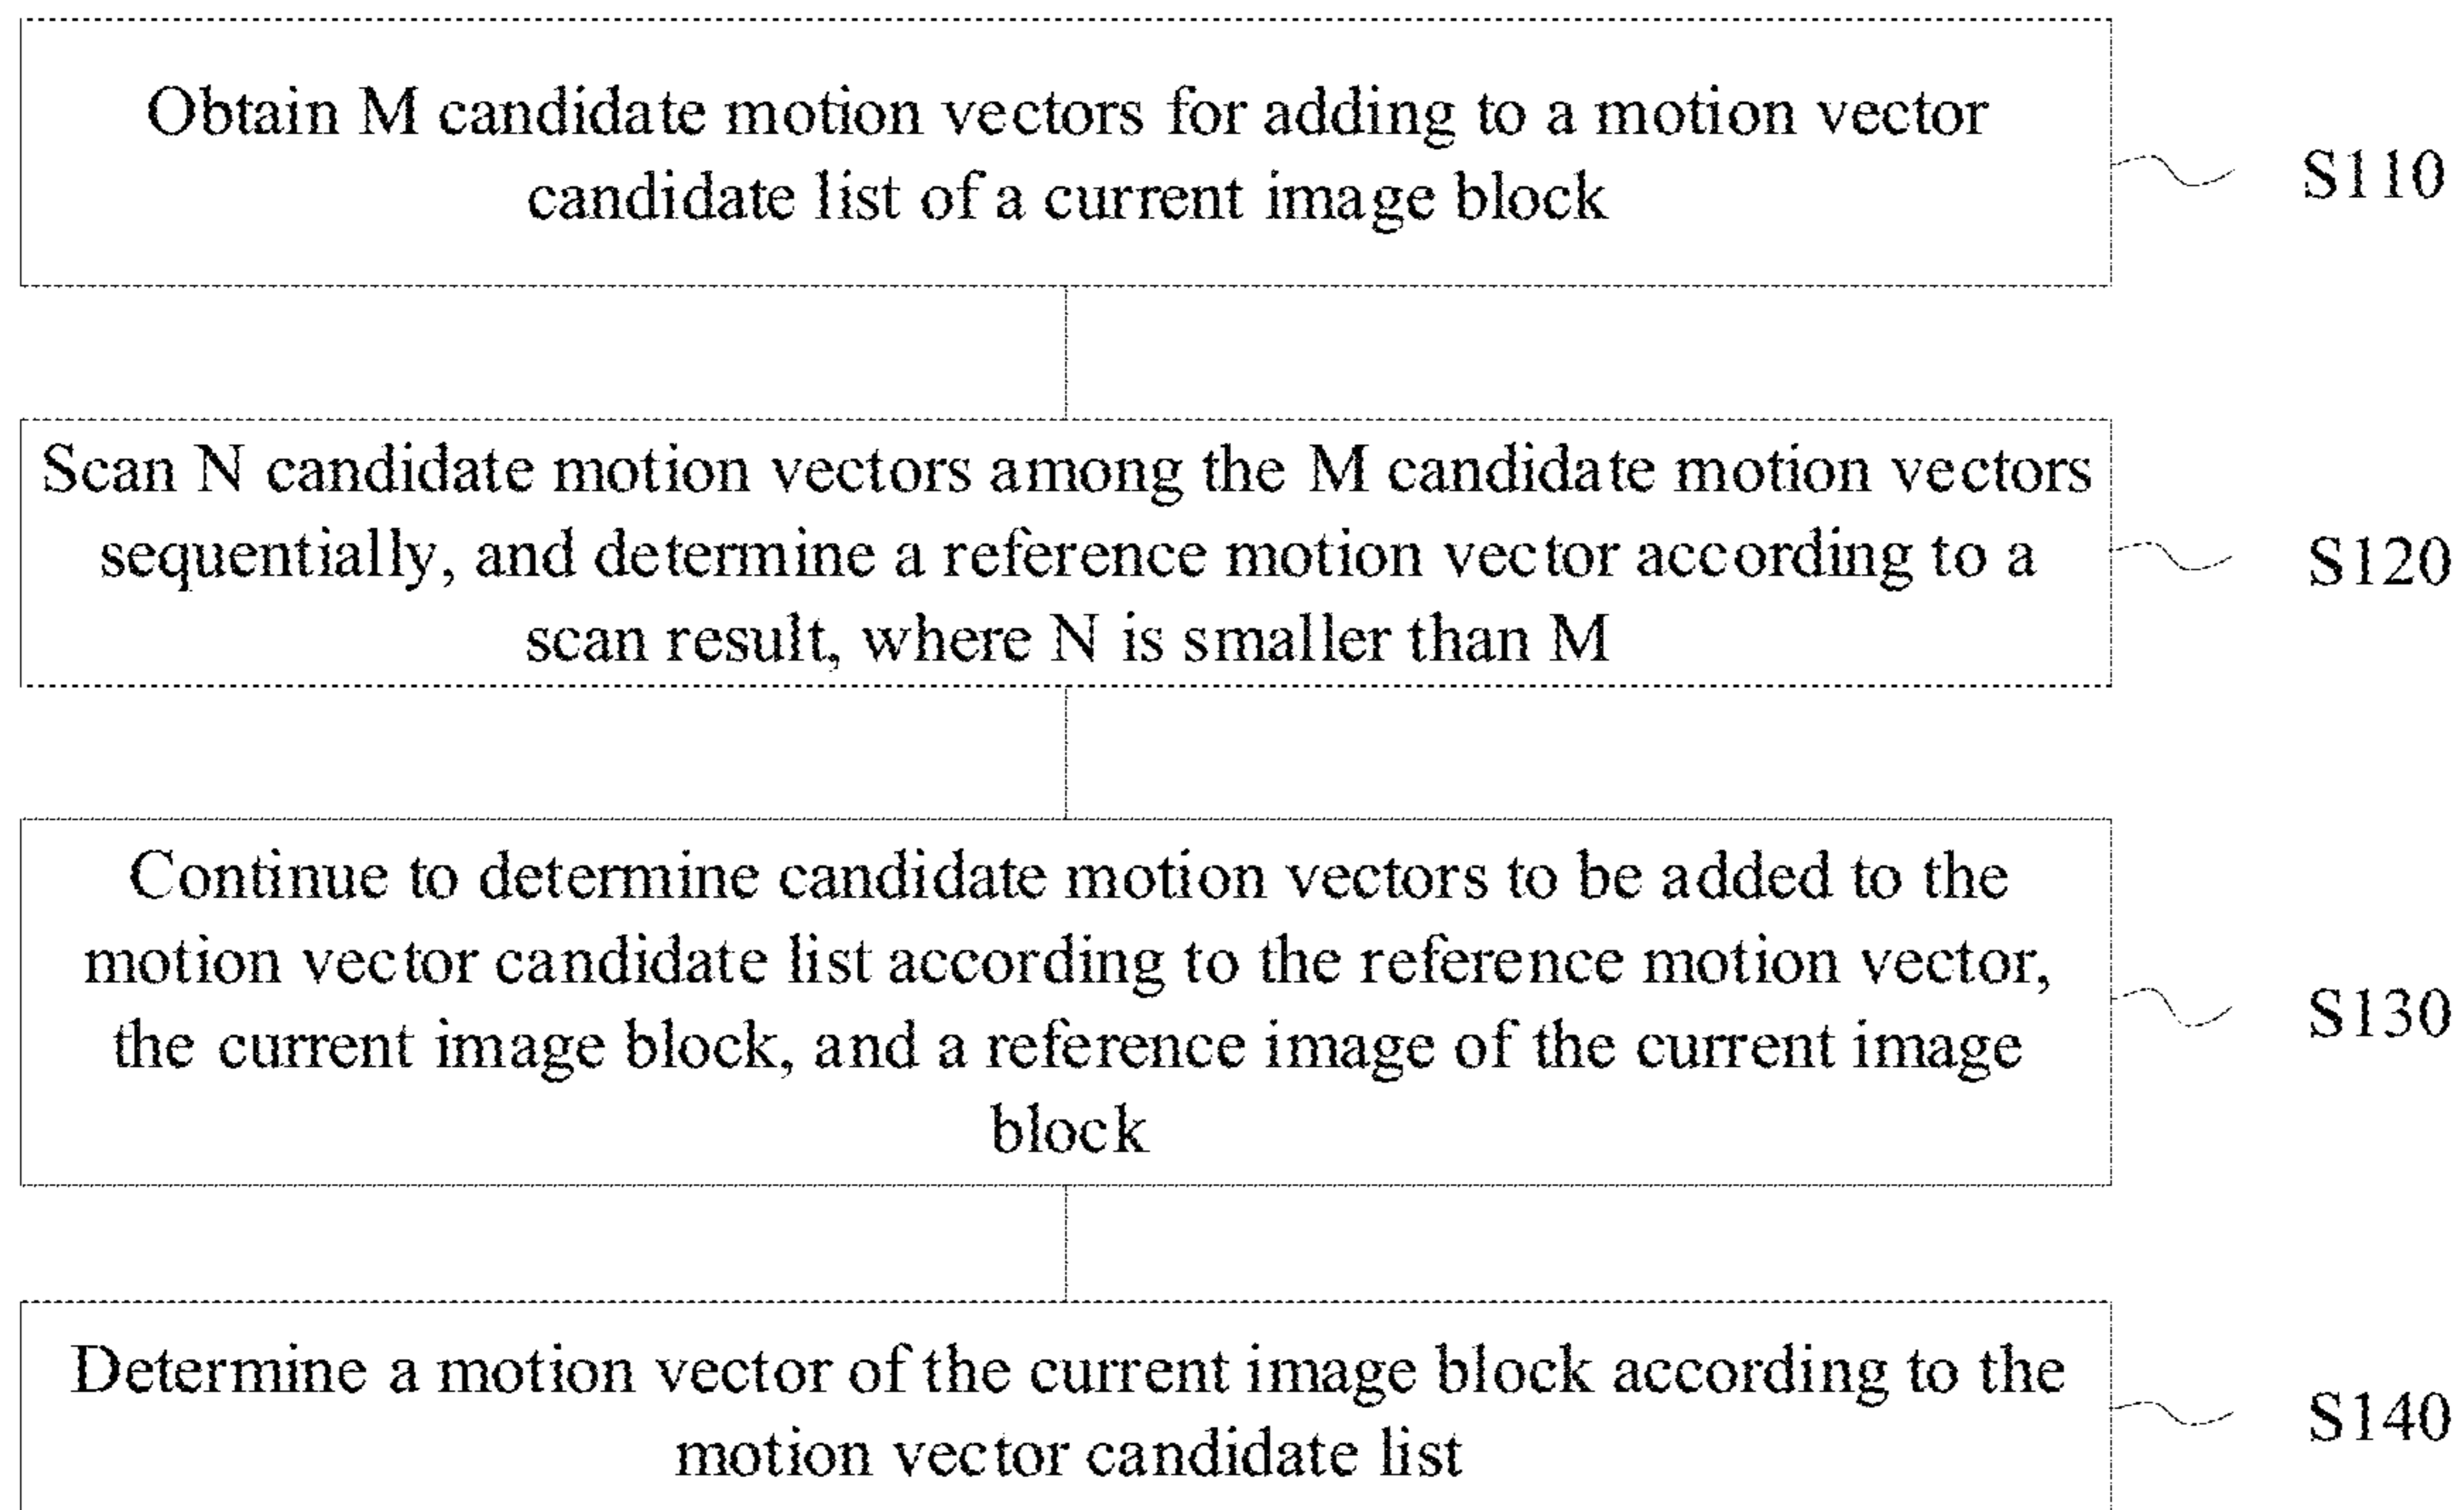 Obtain M candidate motion vectors for adding to a motion vector
candidate list of a current image block
S110
Scan N candidate motion vectors among the M candidate motion vectors
sequentially, and determine a reference motion vector according to a
scan result, where N is smaller than M
S120
Continue to determine candidate motion vectors to be added to the
motion vector candidate list according to the reference motion vector,
the current image block, and a reference image of the current image
block
S130
Determine a motion vector of the current image block according to the
motion vector candidate list
S140